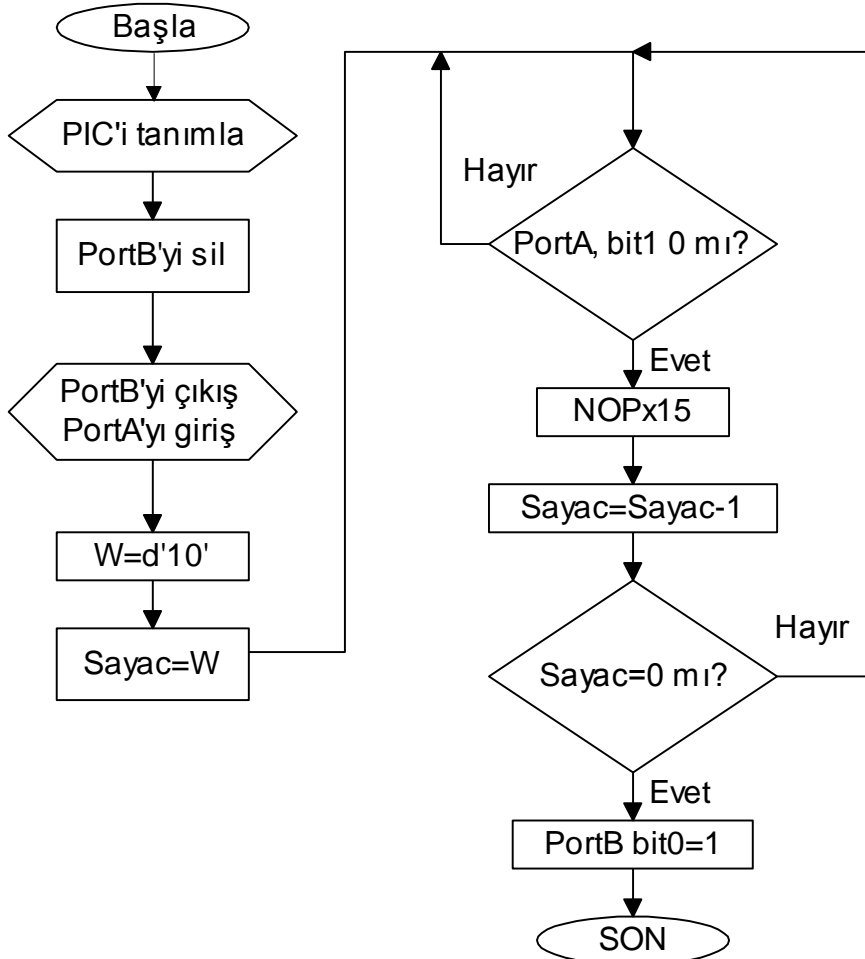 Başla
PIC'i tanımla
PortB'yi sil
PortB'yi çıkış
PortA'yı giriş
W=d'10'
Sayac=W
Hayır
PortA, bit1 0 mı?
Evet
NOPx15
Sayac=Sayac-1
Hayır
Sayac=0 mı?
Evet
PortB bit0=1
SON